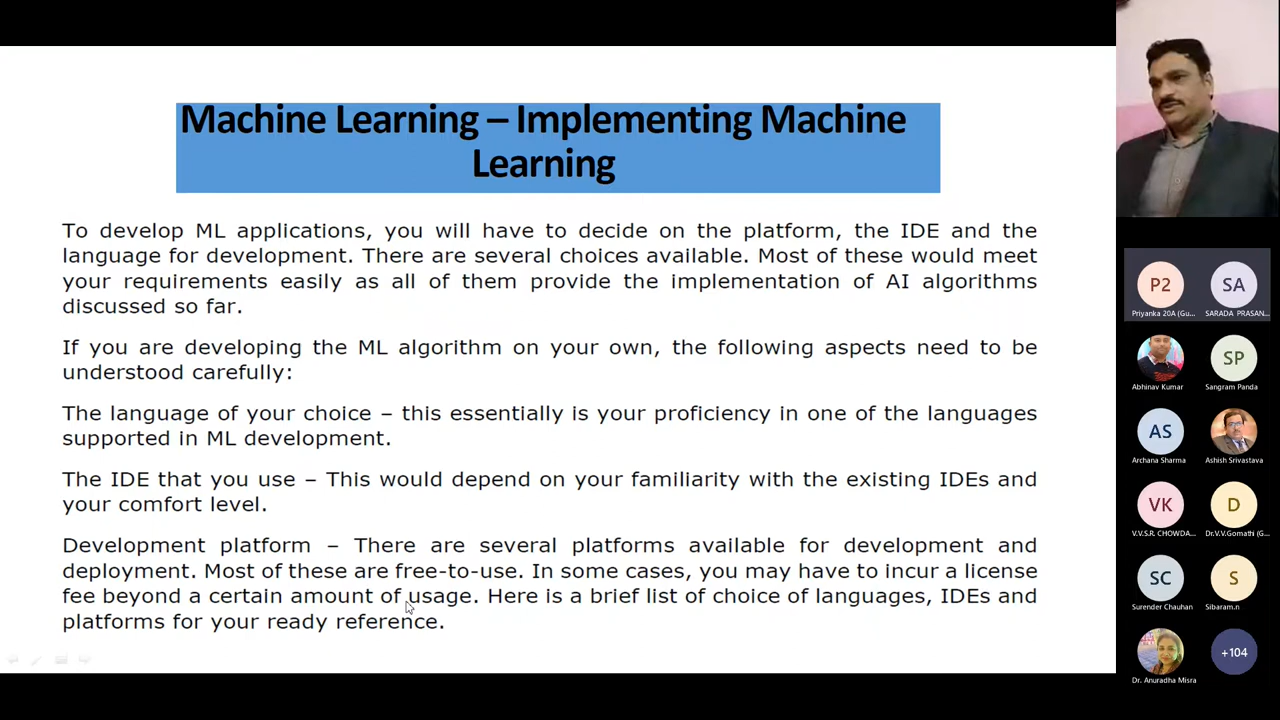 Machine Learning – Implementing Machine
Learning
To develop ML applications, you will have to decide on the platform, the IDE and the
language for development. There are several choices available. Most of these would meet
your requirements easily as all of them provide the implementation of AI algorithms
discussed so far.
If you are developing the ML algorithm on your own, the following aspects need to be
understood carefully:
The language of your choice – this essentially is your proficiency in one of the languages
supported in ML development.
The IDE that you use – This would depend on your familiarity with the existing IDEs and
your comfort level.
Development platform – There are several platforms available for development and
deployment. Most of these are free-to-use. In some cases, you may have to incur a license
fee beyond a certain amount of usage. Here is a brief list of choice of languages, IDEs and
platforms for your ready reference.
P2 SA
Priyanka 20A (Gu... SARADA PRASAN...
SP
Abhinav Kumar Sangram Panda
AS
Archana Sharma Ashish Srivastava
VK D
V.V.S.R. CHOWDA... Dr.V.V.Gomathi (G...
SC S
Surender Chauhan Sibaram.n
+104
Dr. Anuradha Misra